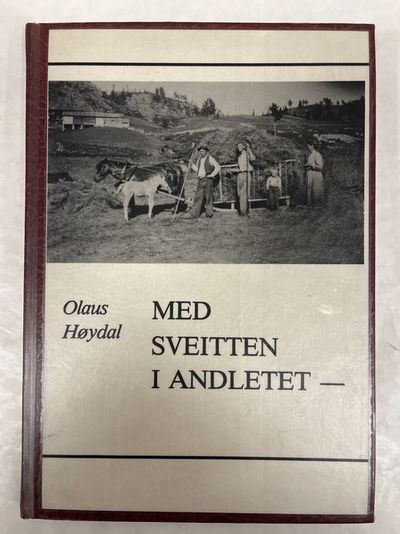 Olaus
Høydal
MED
SVEITTEN
I ANDLETET —